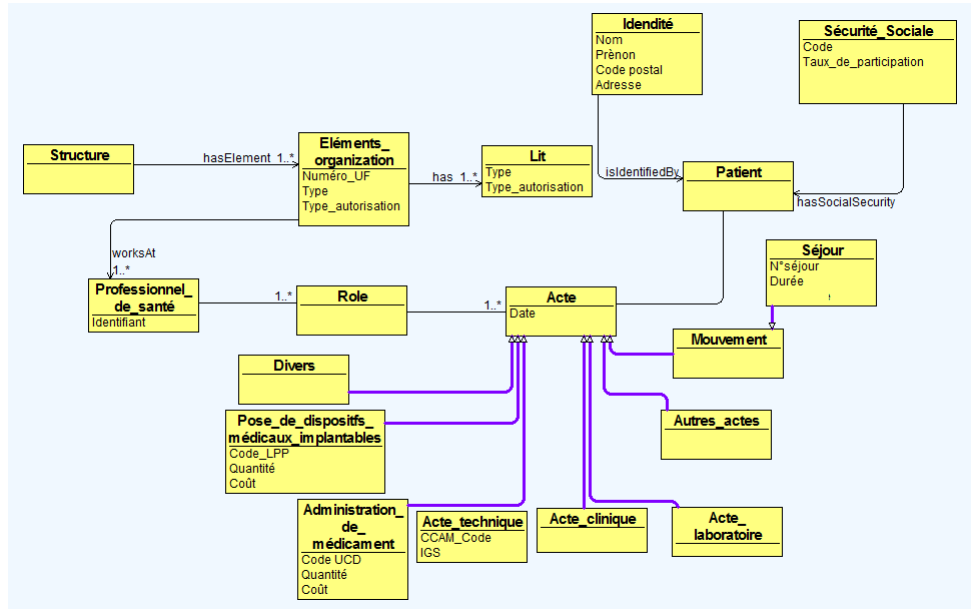 Idendité
Nom
Prènon
Code postal
Adresse
Sécurité_Sociale
Code
Taux_de_participation
Structure
hasElement 1..*
Eléments_
organization
Numéro_UF
Type
Type_autorisation
has 1..*
Lit
Type
Type_autorisation
isIdentifiedBy
Patient
hasSocialSecurity
worksAt
1..*
Professionnel_
de_santé
Identifiant
1..*
Role
1..*
Acte
Date
Séjour
N°séjour
Durée
Mouvement
Divers
Autres_actes
Pose_de_dispositfs_
médicaux_implantables
Code_LPP
Quantité
Coût
Administration_
de_
médicament
Code UCD
Quantité
Coût
Acte_technique
CCAM_Code
IGS
Acte_clinique
Acte_
laboratoire